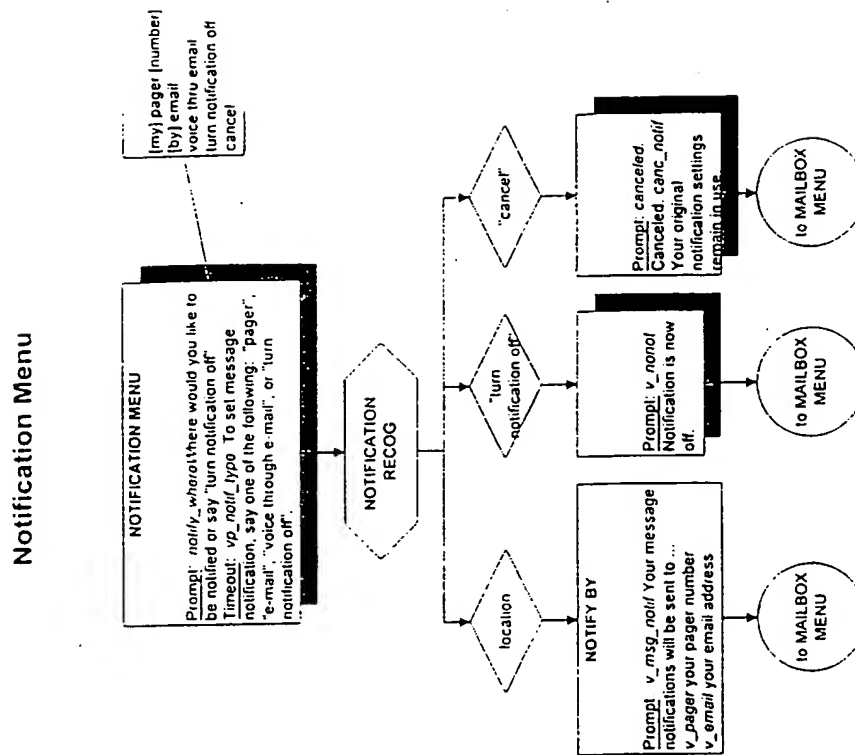 Notification Menu
[my] pager [number]
[by] email
voice thru email
turn notification off
cancel
NOTIFICATION MENU
Prompt: notify_where Where would you like to
be notified or say "turn notification off"
Timeout: vp_notif_type To set message
notification, say one of the following: "pager",
"e-mail", "voice through e-mail", or "turn
notification off".
NOTIFICATION
RECOG
location
"turn
notification off"
"cancel"
NOTIFY BY
Prompt v_msg_notif Your message
notifications will be sent to ...
v_pager your pager number
v_email your email address
Prompt: v_nonot
Notification is now
off.
Prompt: canceled.
Canceled. canc_notif
Your original
notification settings
remain in use.
to MAILBOX
MENU
to MAILBOX
MENU
to MAILBOX
MENU